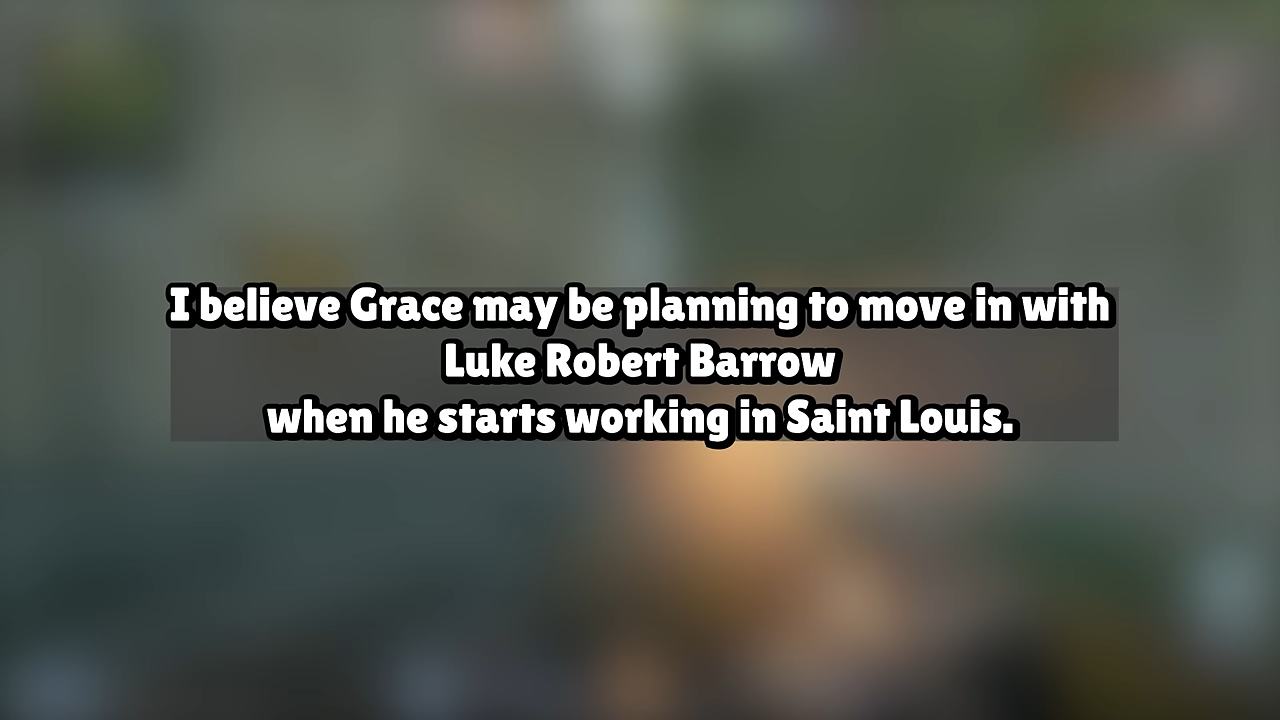 I believe Grace may be planning to move in with
Luke Robert Barrow
when he starts working in Saint Louis.